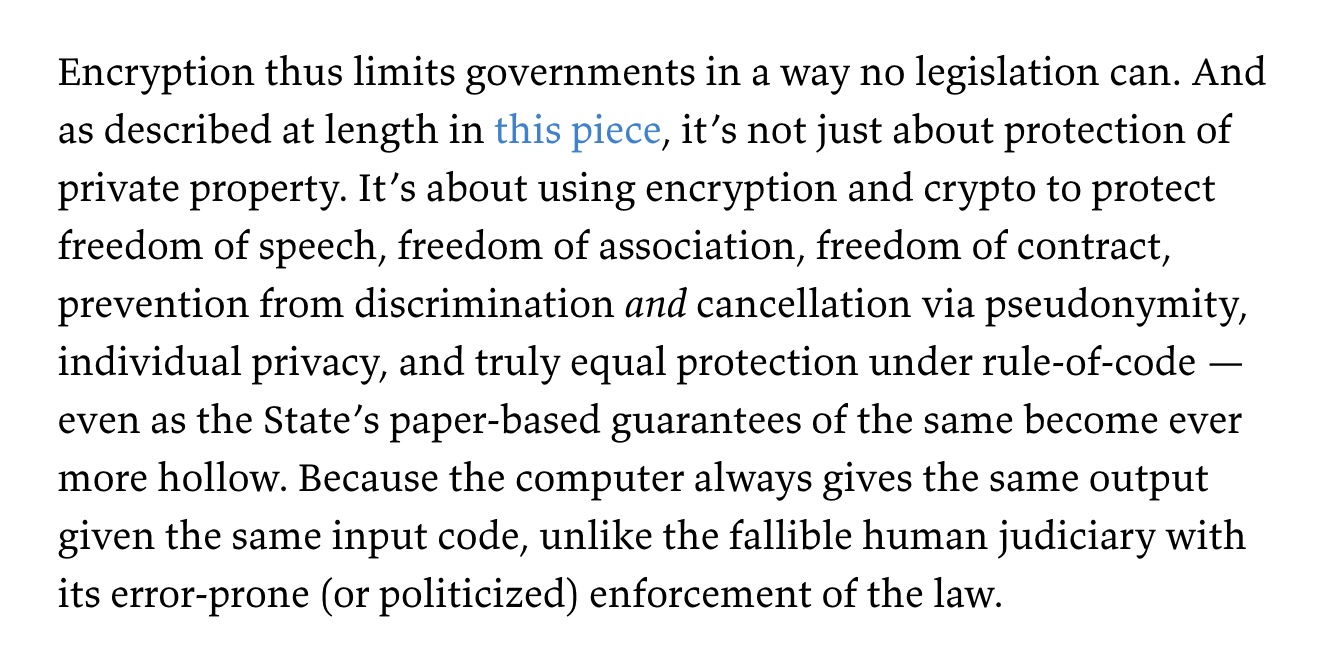 Encryption thus limits governments in a way no legislation can. And
as described at length in this piece, it’s not just about protection of
private property. It’s about using encryption and crypto to protect
freedom of speech, freedom of association, freedom of contract,
prevention from discrimination and cancellation via pseudonymity,
individual privacy, and truly equal protection under rule-of-code —
even as the State’s paper-based guarantees of the same become ever
more hollow. Because the computer always gives the same output
given the same input code, unlike the fallible human judiciary with
its error-prone (or politicized) enforcement of the law.